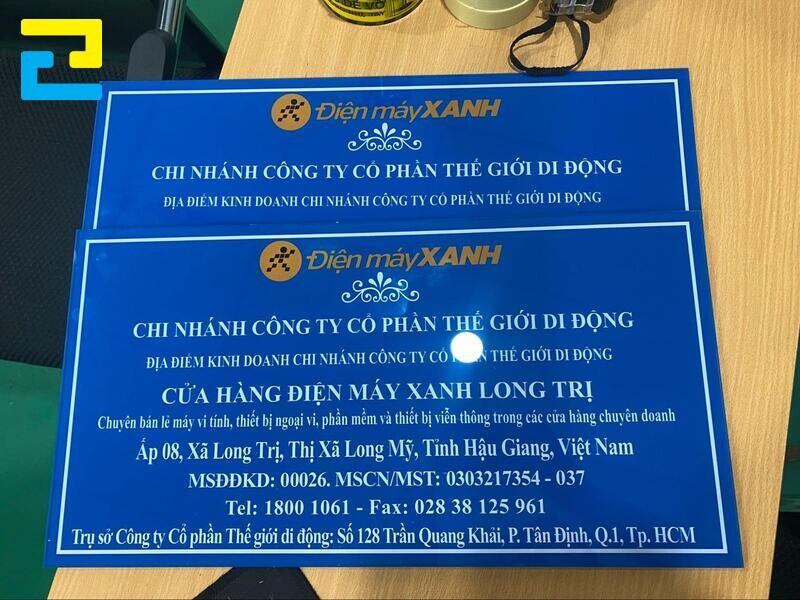 Điện máyXANH
CHI NHÁNH CÔNG TY CỔ PHẦN THẾ GIỚI DI ĐỘNG
ĐỊA ĐIỂM KINH DOANH CHI NHÁNH CÔNG TY CỔ PHẦN THẾ GIỚI DI ĐỘNG
Điện máyXANH
CHI NHÁNH CÔNG TY CỔ PHẦN THẾ GIỚI DI ĐỘNG
ĐỊA ĐIỂM KINH DOANH CHI NHÁNH CÔNG TY CỔ PHẦN THẾ GIỚI DI ĐỘNG
CỬA HÀNG ĐIỆN MÁY XANH LONG TRỊ
Chuyên bán lẻ máy vi tính, thiết bị ngoại vi, phần mềm và thiết bị viễn thông trong các cửa hàng chuyên doanh
Ấp 08, Xã Long Trị, Thị Xã Long Mỹ, Tỉnh Hậu Giang, Việt Nam
MSĐĐKD: 00026. MSCN/MST: 0303217354 - 037
Tel: 1800 1061 - Fax: 028 38 125 961
Trụ sở Công ty Cổ phần Thế giới di động: Số 128 Trần Quang Khải, P. Tân Định, Q.1, Tp. HCM